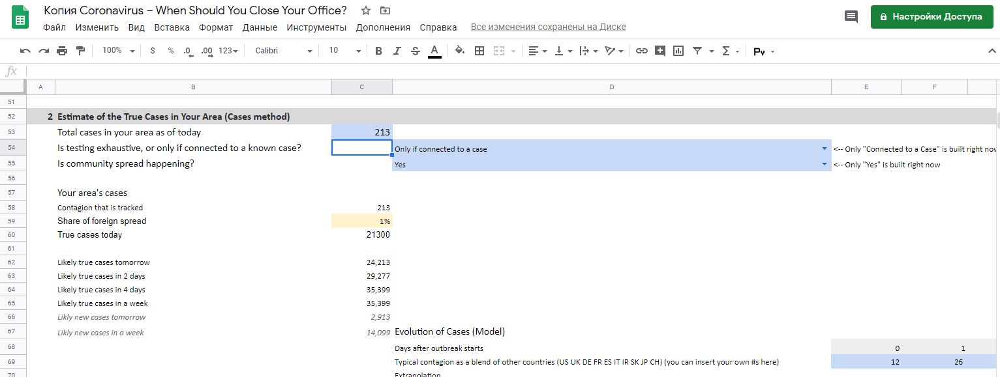 Копия Coronavirus – When Should You Close Your Office?
Файл Изменить Вид Вставка Формат Данные Инструменты Дополнения Справка Все изменения сохранены на Диске
Настройки Доступа
100% $ % .0 .00 123 Calibri 10 B I S A Σ Ру
fx
A B C D E F
51
52 2 Estimate of the True Cases in Your Area (Cases method)
53 Total cases in your area as of today 213
54 Is testing exhaustive, or only if connected to a known case? Only if connected to a case <-- Only "Connected to a Case" is built right now
55 Is community spread happening? Yes <-- Only "Yes" is built right now
56
57 Your area's cases
58 Contagion that is tracked 213
59 Share of foreign spread 1%
60 True cases today 21300
61
62 Likely true cases tomorrow 24,213
63 Likely true cases in 2 days 29,277
64 Likely true cases in 4 days 35,399
65 Likely true cases in a week 35,399
66 Likly new cases tomorrow 2,913
67 Likly new cases in a week 14,099 Evolution of Cases (Model)
68 Days after outbreak starts 0 1
69 Typical contagion as a blend of other countries (US UK DE FR ES IT IR SK JP CH) (you can insert your own #s here) 12 26
70 Extrapolation